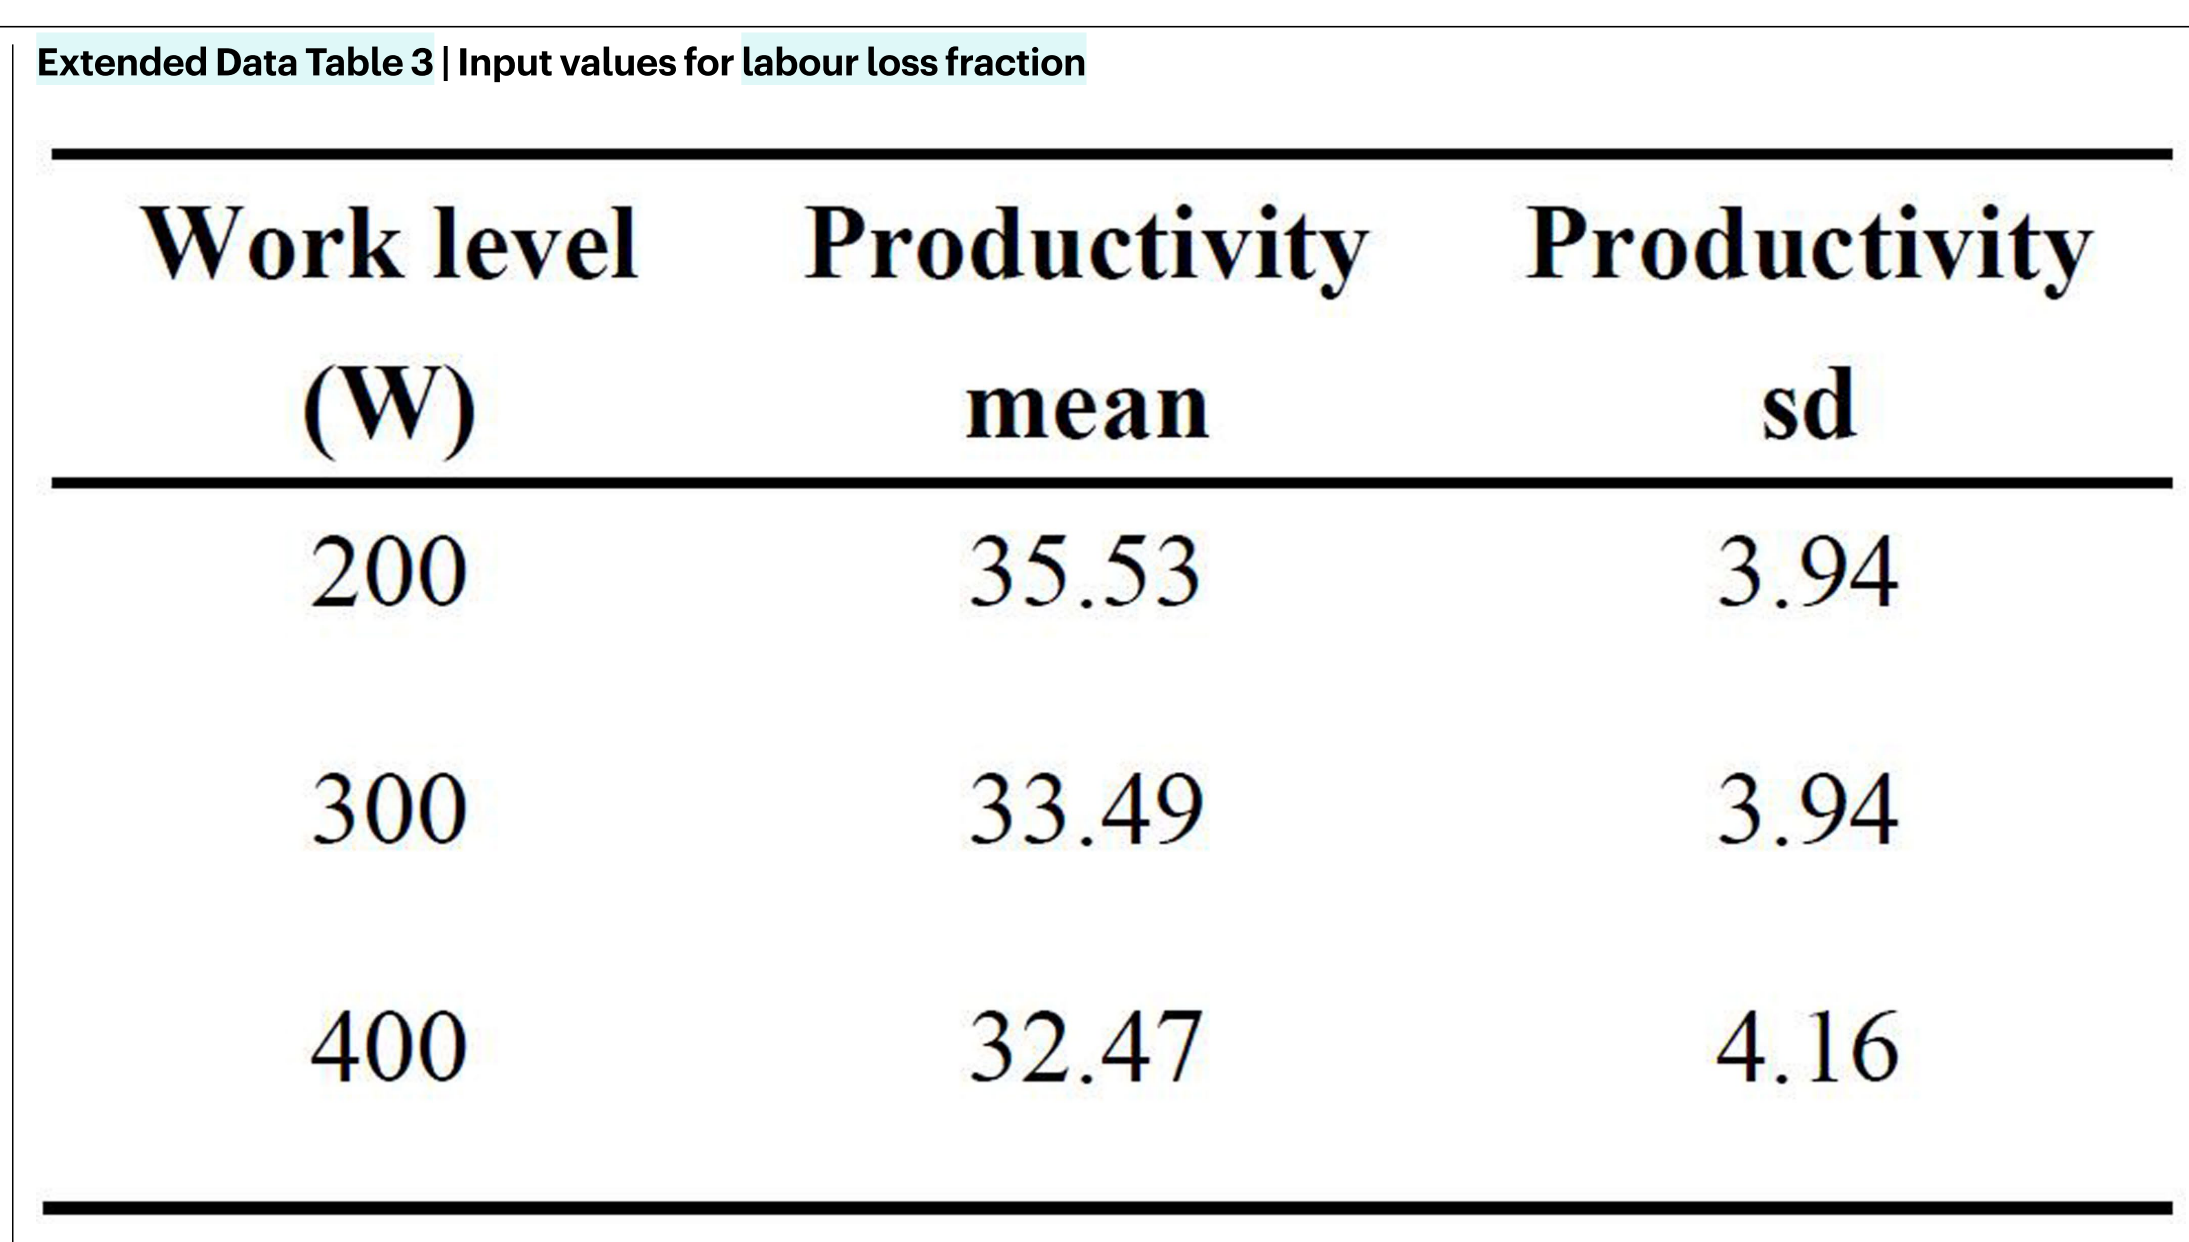 Extended Data Table 3 | Input values for labour loss fraction
Work level Productivity Productivity
(W) mean sd
200 35.53 3.94
300 33.49 3.94
400 32.47 4.16